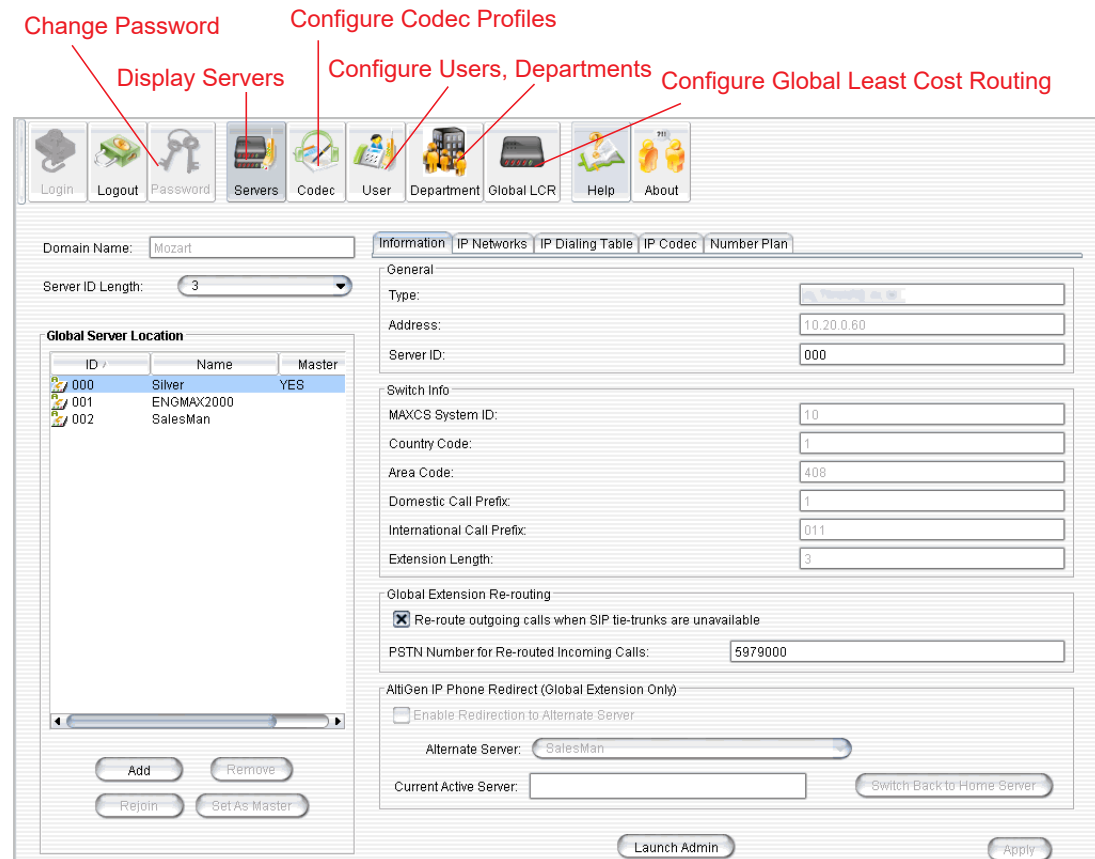 Change Password
Configure Codec Profiles
Display Servers
Configure Users, Departments
Configure Global Least Cost Routing
Login
Logout
Password
Servers
Codec
User
Department
Global LCR
Help
?!!
About
Domain Name:
Mozart
Server ID Length:
3
Global Server Location
ID Name Master
000 Silver YES
001 ENGMAX2000
002 SalesMan
Add
Remove
Rejoin
Set As Master
Information
IP Networks
IP Dialing Table
IP Codec
Number Plan
General
Type:
Address: 10.20.0.60
Server ID: 000
Switch Info
MAXCS System ID: 10
Country Code: 1
Area Code: 408
Domestic Call Prefix: 1
International Call Prefix: 011
Extension Length: 3
Global Extension Re-routing
Re-route outgoing calls when SIP tie-trunks are unavailable
PSTN Number for Re-routed Incoming Calls: 5979000
AltiGen IP Phone Redirect (Global Extension Only)
Enable Redirection to Alternate Server
Alternate Server: SalesMan
Current Active Server:
Switch Back to Home Server
Launch Admin
Apply